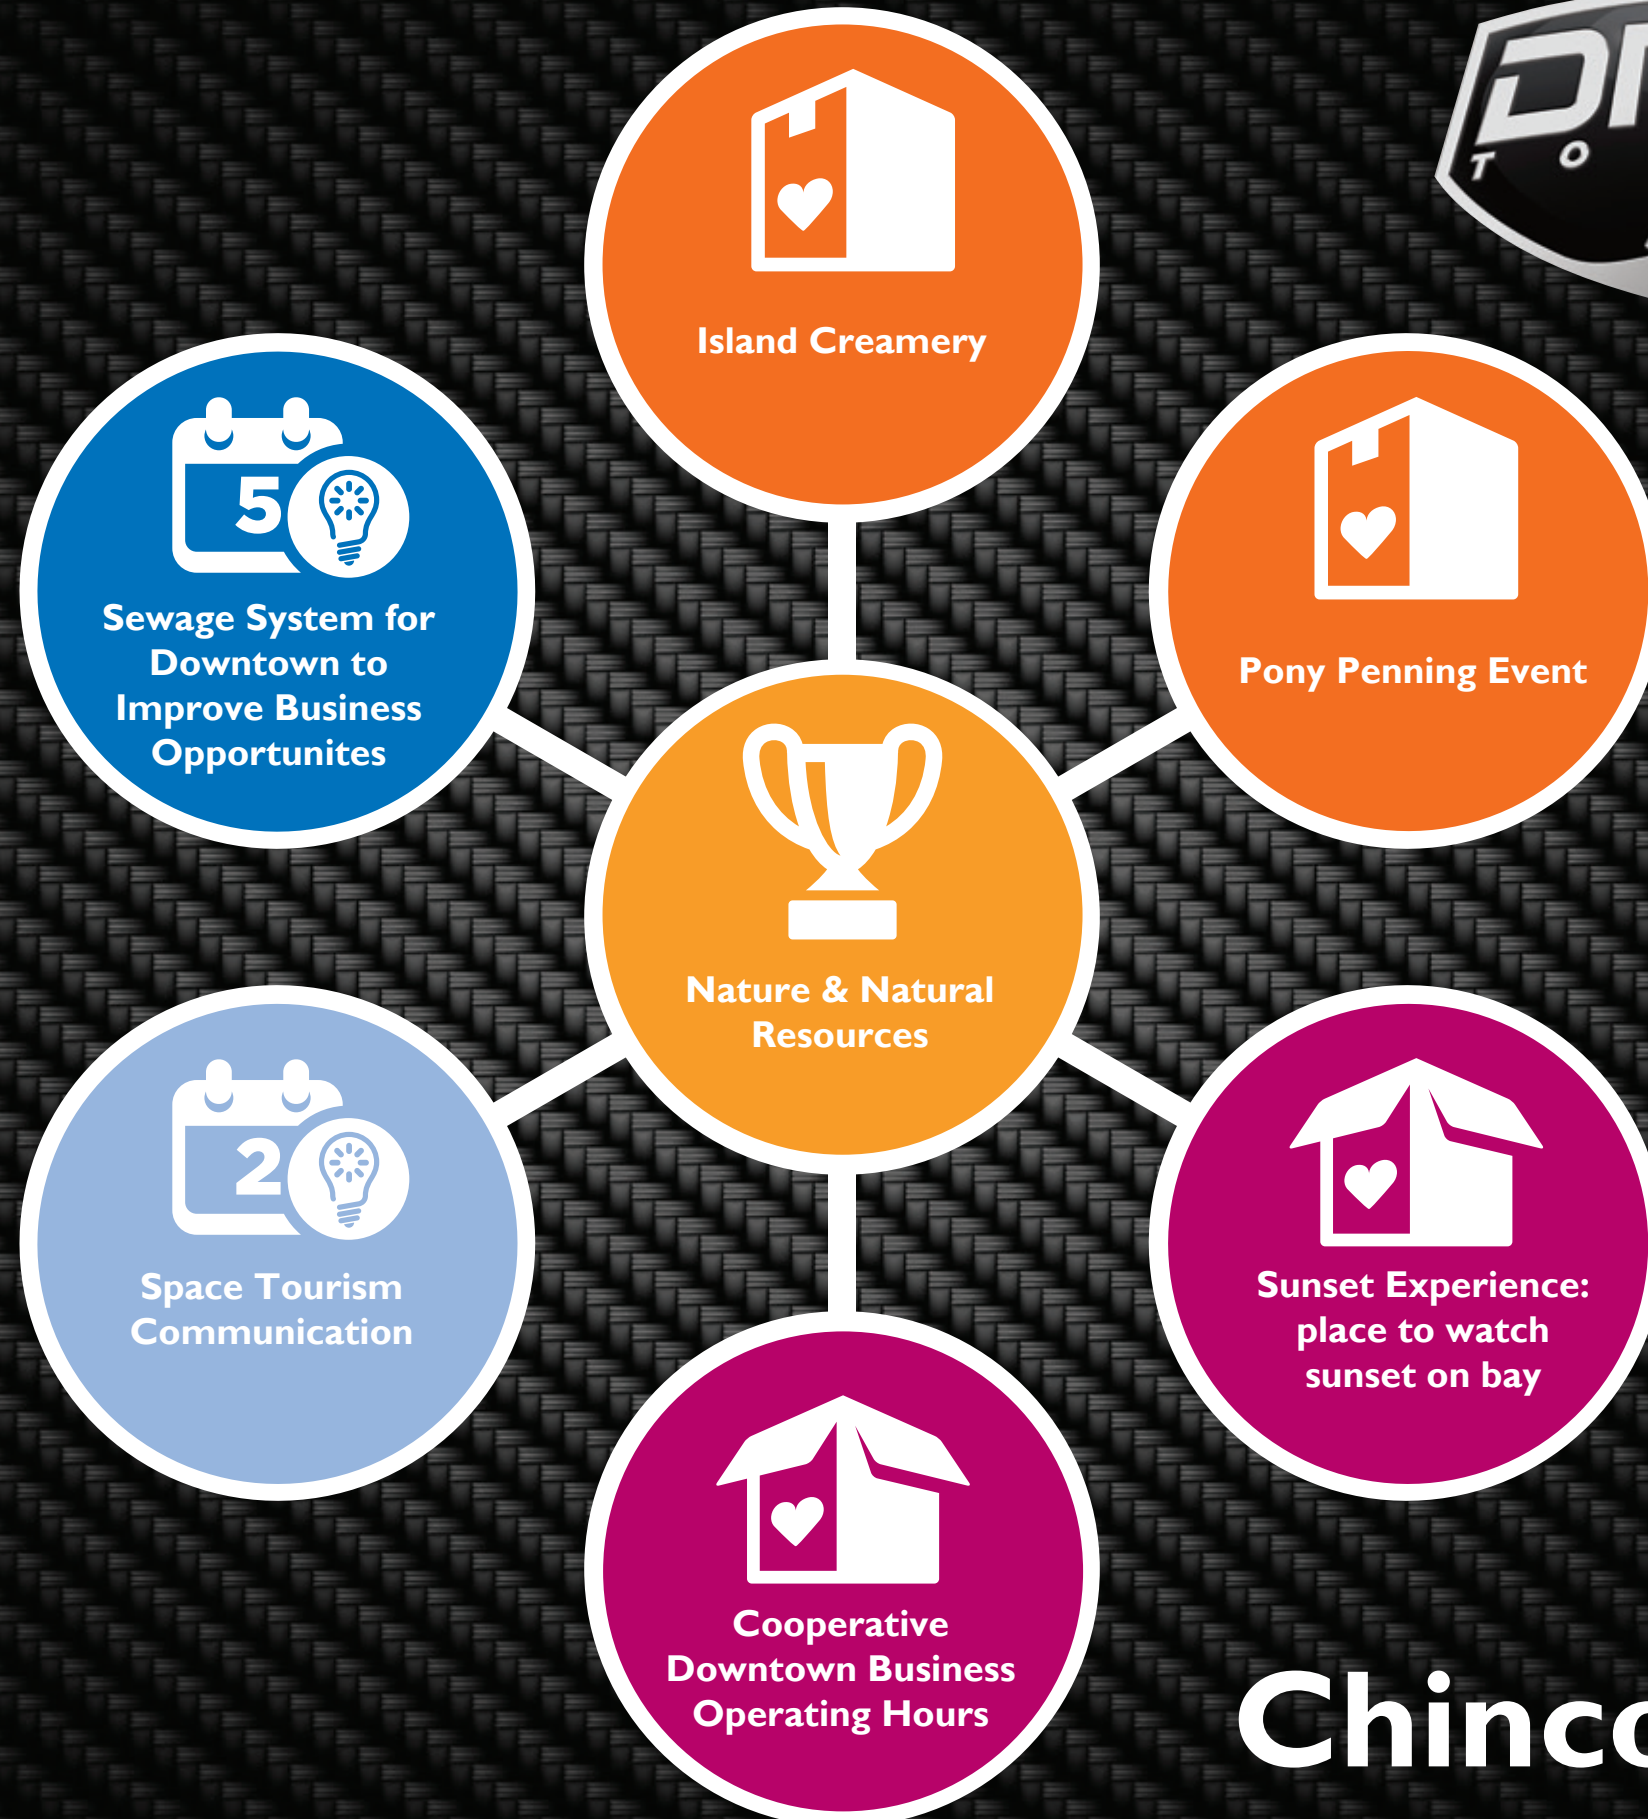 Island Creamery
5
Sewage System for
Downtown to
Improve Business
Opportunites
Pony Penning Event
Nature & Natural
Resources
2
Space Tourism
Communication
Sunset Experience:
place to watch
sunset on bay
Cooperative
Downtown Business
Operating Hours